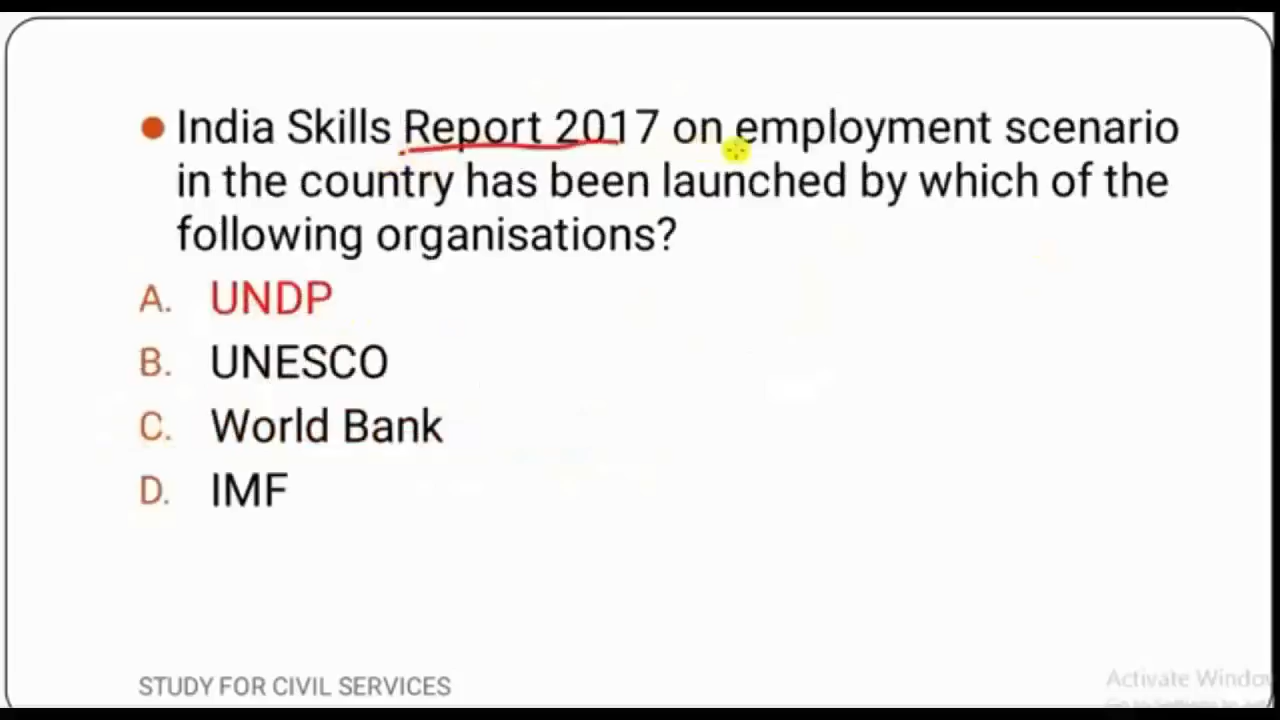 India Skills Report 2017 on employment scenario
in the country has been launched by which of the
following organisations?
A. UNDP
B. UNESCO
C. World Bank
D. IMF
STUDY FOR CIVIL SERVICES
Activate Window